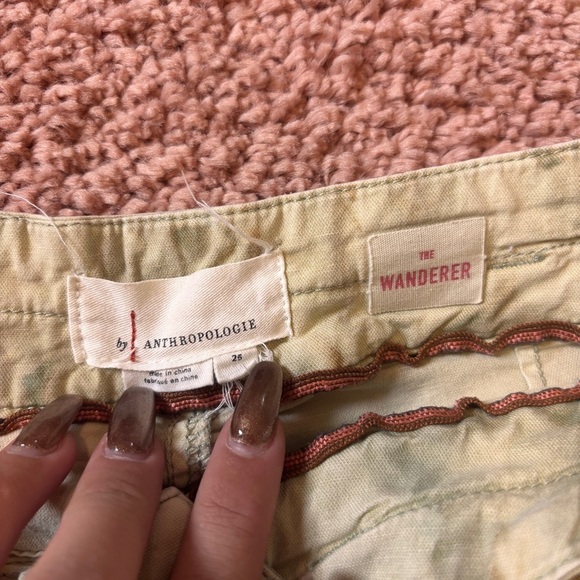 by ANTHROPOLOGIE
26
made in china
fabriqué en chine
THE
WANDERER